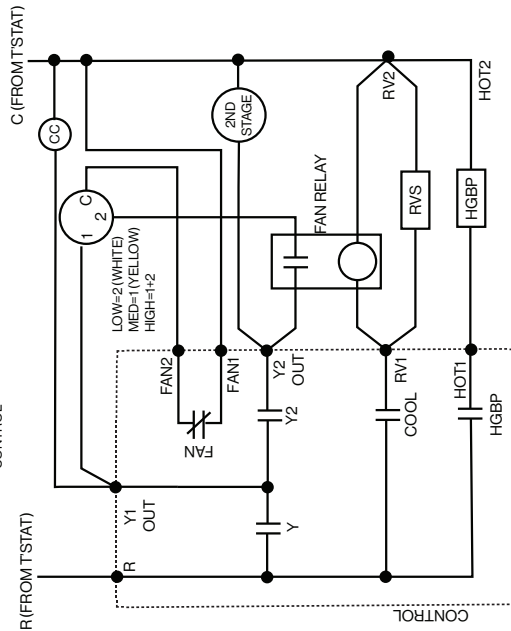 CONTROL
C (FROM T'STAT)
CC
1
C
2
LOW=2 (WHITE)
MED=1 (YELLOW)
HIGH=1+2
2ND
STAGE
FAN RELAY
RV2
RVS
HOT2
HGBP
FAN2
FAN1
FAN
Y2
OUT
Y2
RV1
COOL
HOT1
HGBP
Y1
OUT
Y
R (FROM T'STAT)
R
CONTROL